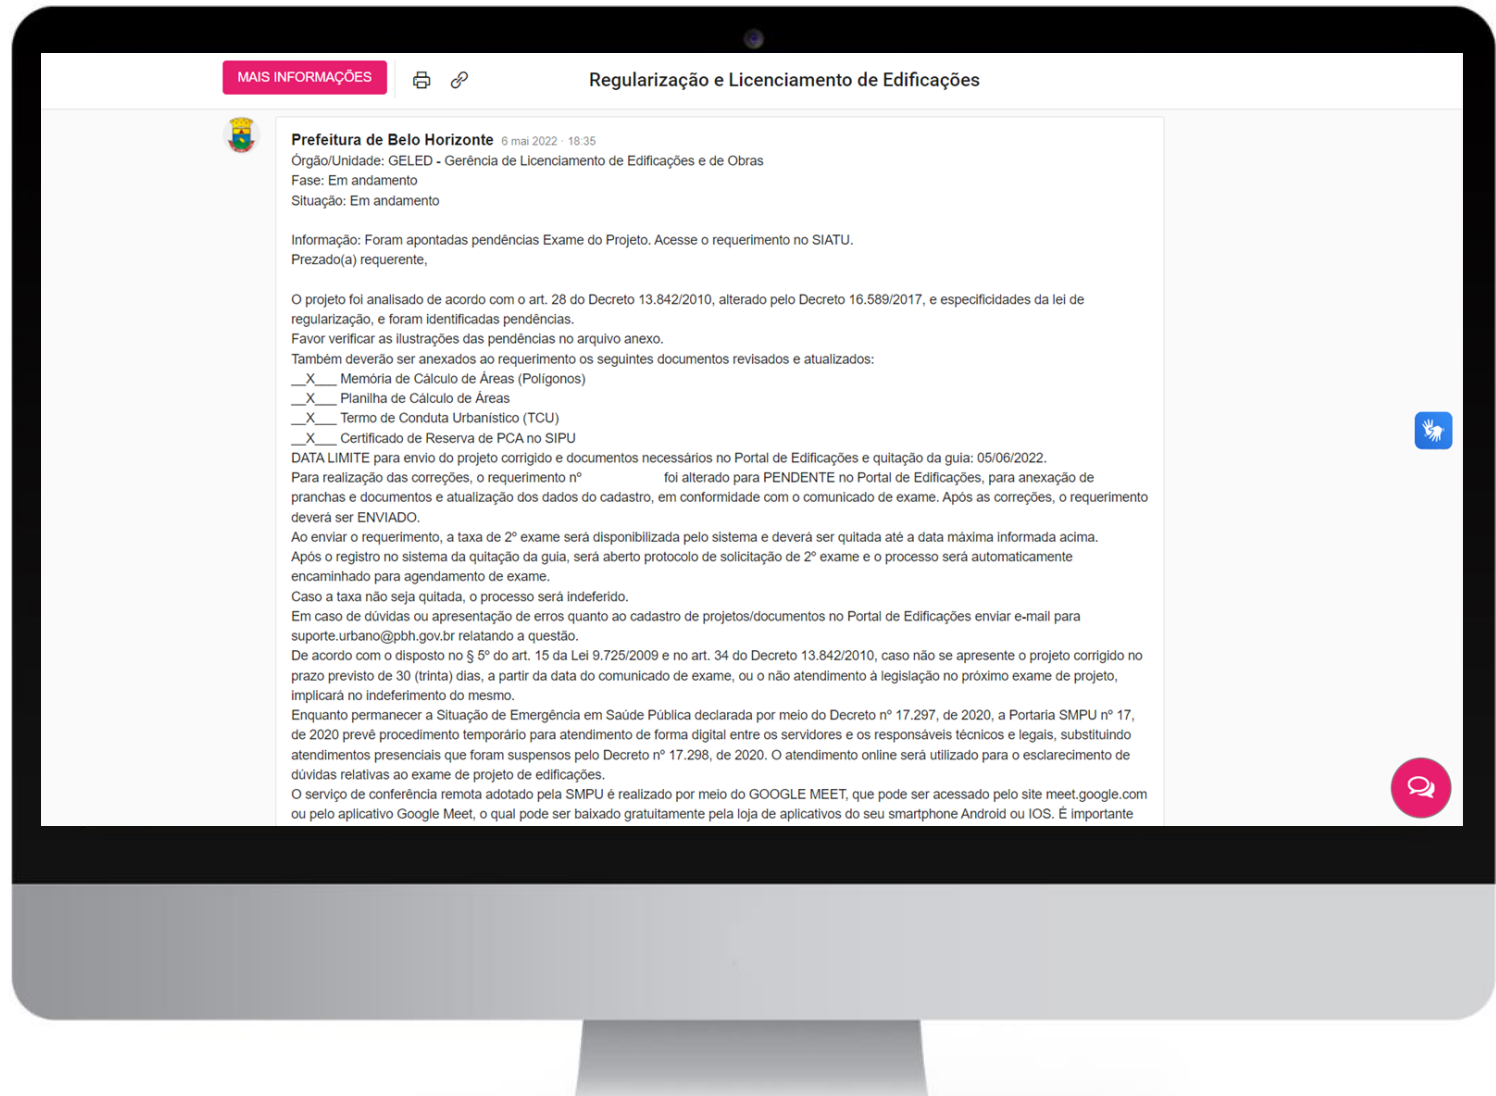 MAIS INFORMAÇÕES
Regularização e Licenciamento de Edificações
Prefeitura de Belo Horizonte 6 mai 2022 · 18:35
Órgão/Unidade: GELED - Gerência de Licenciamento de Edificações e de Obras
Fase: Em andamento
Situação: Em andamento
Informação: Foram apontadas pendências Exame do Projeto. Acesse o requerimento no SIATU.
Prezado(a) requerente,
O projeto foi analisado de acordo com o art. 28 do Decreto 13.842/2010, alterado pelo Decreto 16.589/2017, e especificidades da lei de
regularização, e foram identificadas pendências.
Favor verificar as ilustrações das pendências no arquivo anexo.
Também deverão ser anexados ao requerimento os seguintes documentos revisados e atualizados:
__X___ Memória de Cálculo de Áreas (Polígonos)
__X___ Planilha de Cálculo de Áreas
__X___ Termo de Conduta Urbanístico (TCU)
__X___ Certificado de Reserva de PCA no SIPU
DATA LIMITE para envio do projeto corrigido e documentos necessários no Portal de Edificações e quitação da guia: 05/06/2022.
Para realização das correções, o requerimento nº foi alterado para PENDENTE no Portal de Edificações, para anexação de
pranchas e documentos e atualização dos dados do cadastro, em conformidade com o comunicado de exame. Após as correções, o requerimento
deverá ser ENVIADO.
Ao enviar o requerimento, a taxa de 2º exame será disponibilizada pelo sistema e deverá ser quitada até a data máxima informada acima.
Após o registro no sistema da quitação da guia, será aberto protocolo de solicitação de 2º exame e o processo será automaticamente
encaminhado para agendamento de exame.
Caso a taxa não seja quitada, o processo será indeferido.
Em caso de dúvidas ou apresentação de erros quanto ao cadastro de projetos/documentos no Portal de Edificações enviar e-mail para
suporte.urbano@pbh.gov.br relatando a questão.
De acordo com o disposto no § 5º do art. 15 da Lei 9.725/2009 e no art. 34 do Decreto 13.842/2010, caso não se apresente o projeto corrigido no
prazo previsto de 30 (trinta) dias, a partir da data do comunicado de exame, ou o não atendimento à legislação no próximo exame de projeto,
implicará no indeferimento do mesmo.
Enquanto permanecer a Situação de Emergência em Saúde Pública declarada por meio do Decreto nº 17.297, de 2020, a Portaria SMPU nº 17,
de 2020 prevê procedimento temporário para atendimento de forma digital entre os servidores e os responsáveis técnicos e legais, substituindo
atendimentos presenciais que foram suspensos pelo Decreto nº 17.298, de 2020. O atendimento online será utilizado para o esclarecimento de
dúvidas relativas ao exame de projeto de edificações.
O serviço de conferência remota adotado pela SMPU é realizado por meio do GOOGLE MEET, que pode ser acessado pelo site meet.google.com
ou pelo aplicativo Google Meet, o qual pode ser baixado gratuitamente pela loja de aplicativos do seu smartphone Android ou IOS. É importante